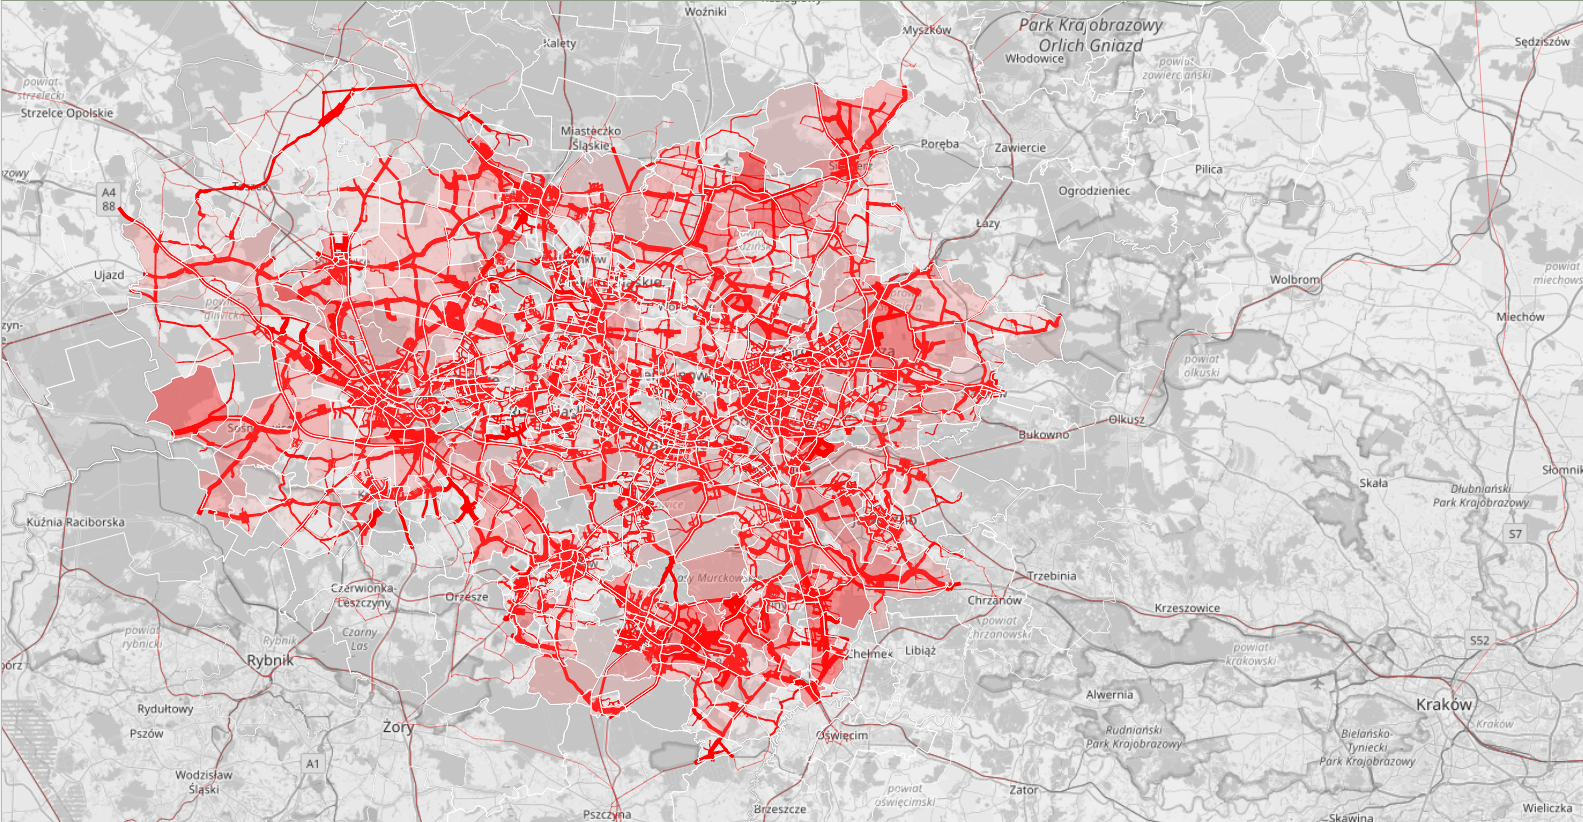 Woźniki
Myszków
Park Krajobrazowy
Orlich Gniazd
Włodowice
Sędziszów
Kalety
powiat
zawierciański
powiat
strzelecki
Strzelce Opolskie
Miasteczko
Śląskie
Poręba
Zawiercie
Pilica
A4
88
Ogrodzieniec
Łazy
Ujazd
Wolbrom
powiat
Miechów
powiat
olkuski
Olkusz
Bukowno
Skała
Dłubniański
Park Krajobrazowy
Kuźnia Raciborska
S7
Trzebinia
Czerwionka-
Leszczyny
Orzesze
Chrzanów
Krzeszowice
powiat
chrzanowski
powiat
rybnicki
Czarny
Las
Rybnik
Rybnik
S52
Chełmek
Libiąż
powiat
krakowski
Alwernia
Kraków
Kraków
Rydułtowy
Pszów
Żory
Oświęcim
Rudniański
Park Krajobrazowy
Bielańsko-
Tyniecki
Park Krajobrazowy
A1
Wodzisław
Śląski
Zator
powiat
oświęcimski
Pszczyna
Brzeszcze
Wieliczka
Skawina